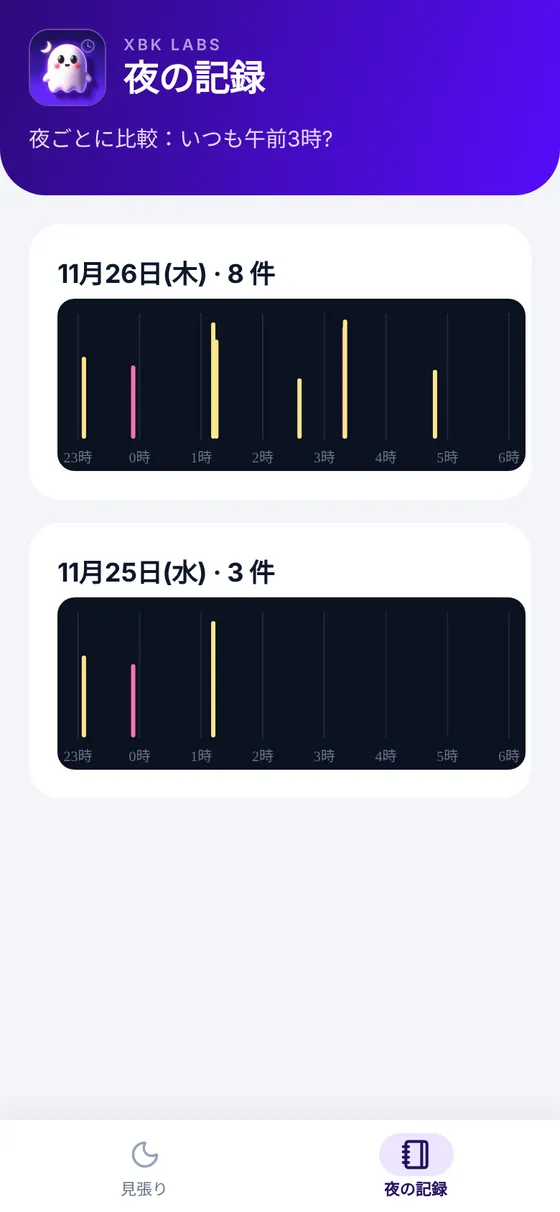 XBK LABS
夜の記録
夜ごとに比較：いつも午前3時?
11月26日(木) · 8 件
23時 0時 1時 2時 3時 4時 5時 6時
11月25日(水) · 3 件
23時 0時 1時 2時 3時 4時 5時 6時
見張り 夜の記録